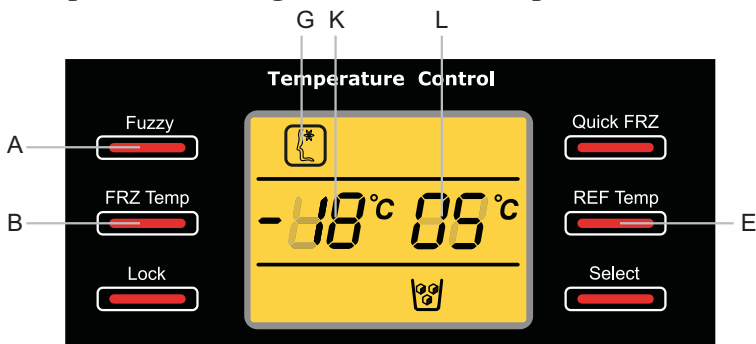 G K L
Temperature Control
A Fuzzy Quick FRZ
B FRZ Temp -18°C 05°C REF Temp E
Lock Select